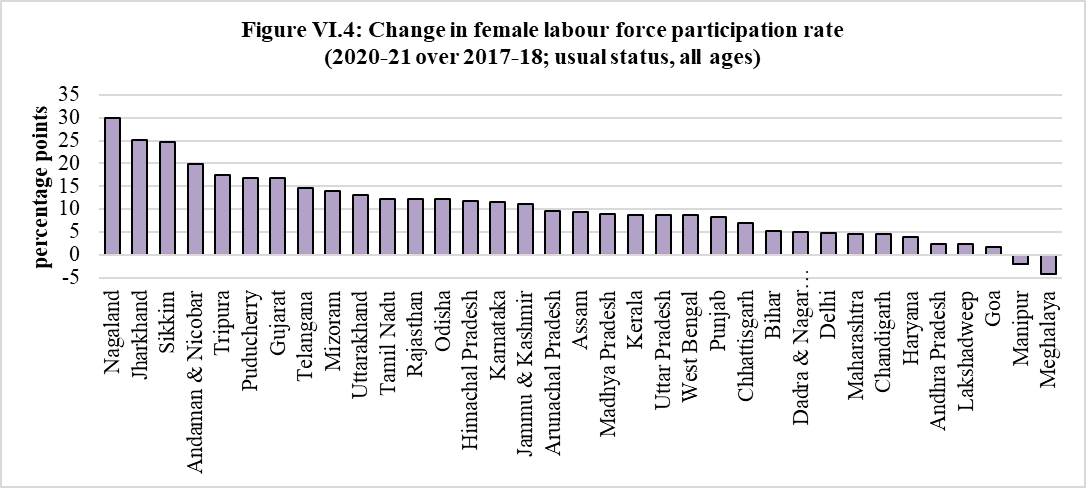 Figure VI.4: Change in female labour force participation rate
(2020-21 over 2017-18; usual status, all ages)
percentage points
35
30
25
20
15
10
5
0
-5
Nagaland
Jharkhand
Sikkim
Andaman & Nicobar
Tripura
Puduchery
Gujarat
Telangana
Mizoram
Uttarakhand
Tamil Nadu
Rajasthan
Odisha
Himachal Pradesh
Karnataka
Jammu & Kashmir
Arunachal Pradesh
Assam
Madhya Pradesh
Kerala
Uttar Pradesh
West Bengal
Punjab
Chhattisgarh
Bihar
Dadra & Nagar…
Delhi
Maharashtra
Chandigarh
Haryana
Andhra Pradesh
Lakshadweep
Goa
Manipur
Meghalaya